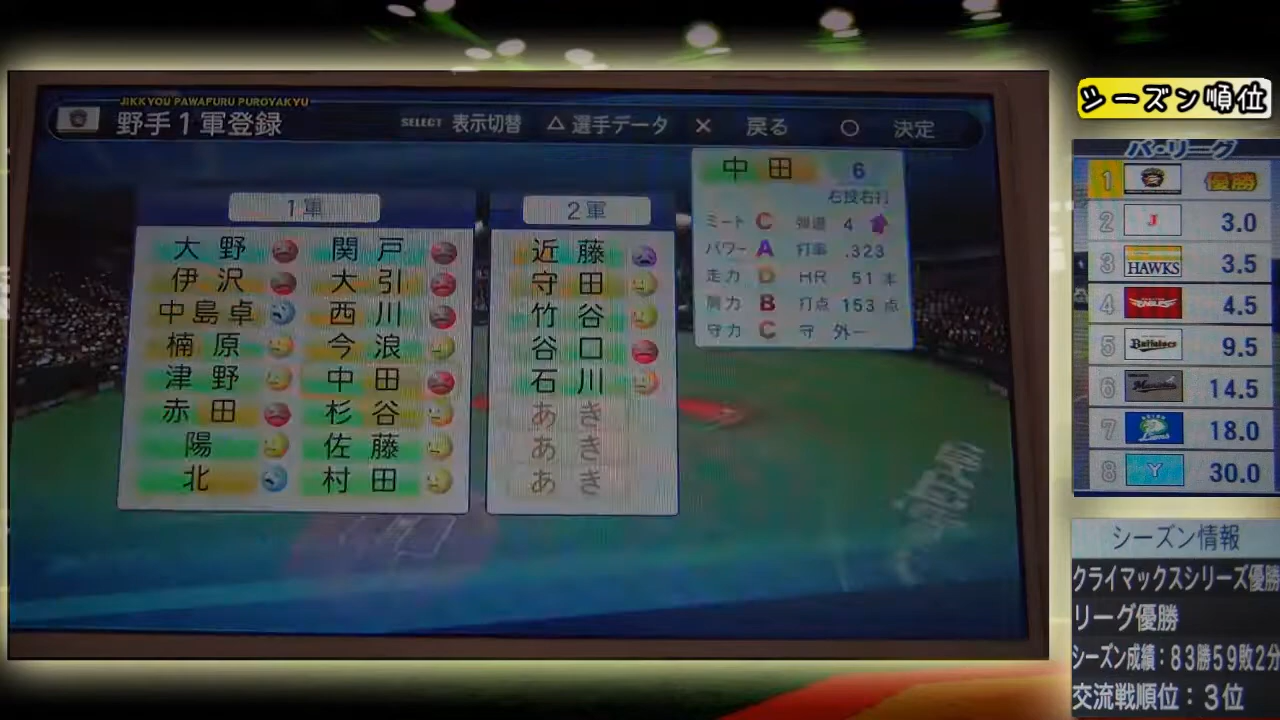 JIKKYOU PAWAFURU PUROYAKYU
野手1軍登録
SELECT 表示切替 △ 選手データ × 戻る ○ 決定
シーズン順位
パ・リーグ
1 優勝
2 J 3.0
3 HAWKS 3.5
4 EAGLES 4.5
5 Buffaloes 9.5
6 Marines 14.5
7 Lions 18.0
8 Y 30.0
中田 6
右投右打
ミート C 弾道 4
パワー A 打率 .323
走力 D HR 51本
肩力 B 打点 153点
守力 C 守 外一
1軍
大野 関戸
伊沢 大引
中島卓 西川
楠原 今浪
津野 中田
赤田 杉谷
陽 佐藤
北 村田
2軍
近藤
守田
竹谷
谷口
石川
あき
あき
あき
シーズン情報
クライマックスシリーズ優勝
リーグ優勝
シーズン成績:83勝59敗2分
交流戦順位:3位